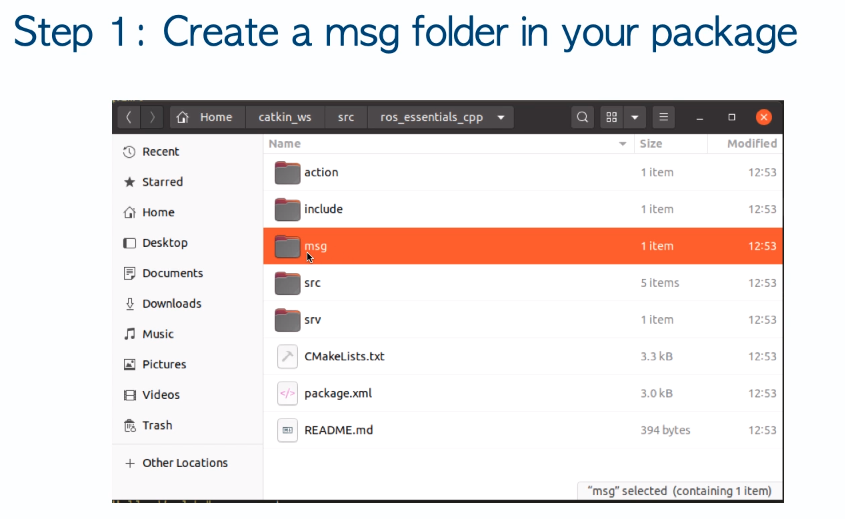 Step 1: Create a msg folder in your package
Home catkin_ws src ros_essentials_cpp
Name Size Modified
Recent
Starred
Home
Desktop
Documents
Downloads
Music
Pictures
Videos
Trash
Other Locations
action 1 item 12:53
include 1 item 12:53
msg 1 item 12:53
src 5 items 12:53
srv 1 item 12:53
CMakeLists.txt 3.3 kB 12:53
package.xml 3.0 kB 12:53
README.md 394 bytes 12:53
"msg" selected (containing 1 item)